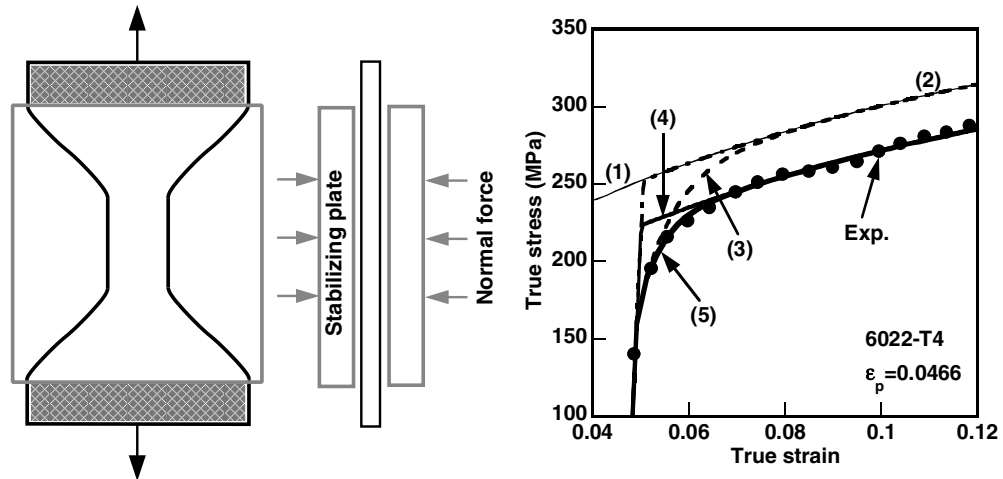 Stabilizing plate
Normal force
True stress (MPa)
350
300
250
200
150
100
(1)
(2)
(3)
(4)
(5)
Exp.
6022-T4
εp=0.0466
0.04
0.06
0.08
0.1
0.12
True strain